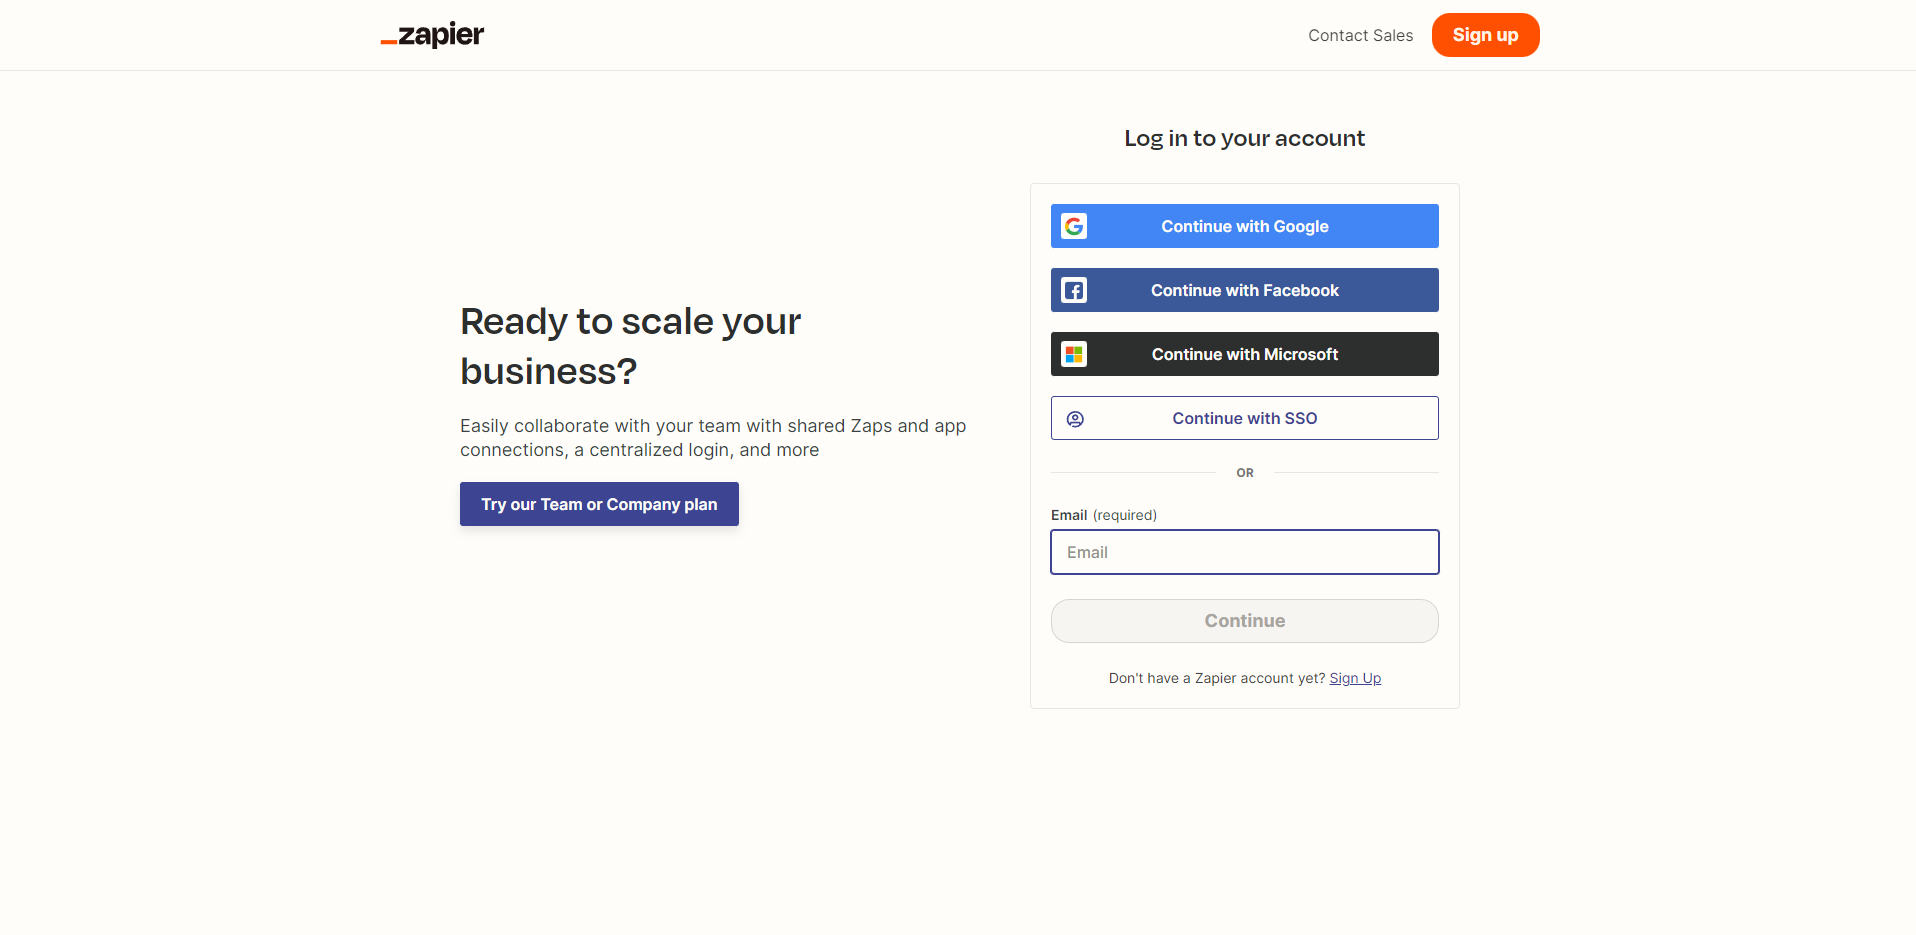 zapier
Contact Sales
Sign up
Log in to your account
Continue with Google
Continue with Facebook
Continue with Microsoft
Continue with SSO
OR
Email (required)
Email
Continue
Don't have a Zapier account yet? Sign Up
Ready to scale your
business?
Easily collaborate with your team with shared Zaps and app
connections, a centralized login, and more
Try our Team or Company plan